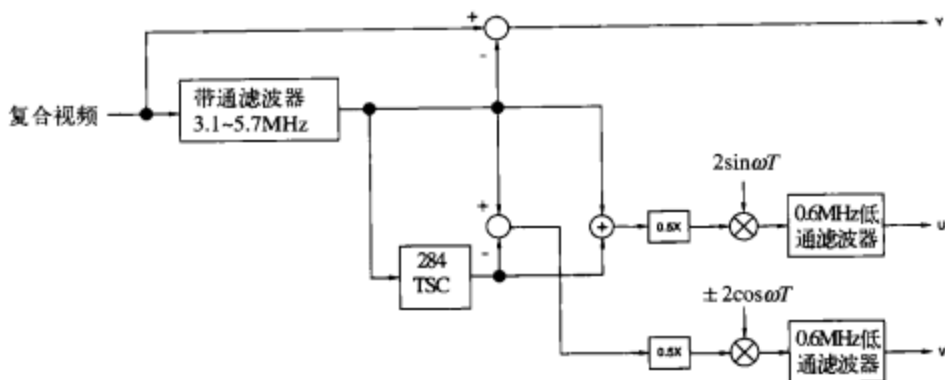 +
Y
-
复合视频
带通滤波器
3.1~5.7MHz
2sinωT
+
+
0.5X
0.6MHz低
通滤波器
U
-
284
TSC
±2cosωT
0.5X
0.6MHz低
通滤波器
V